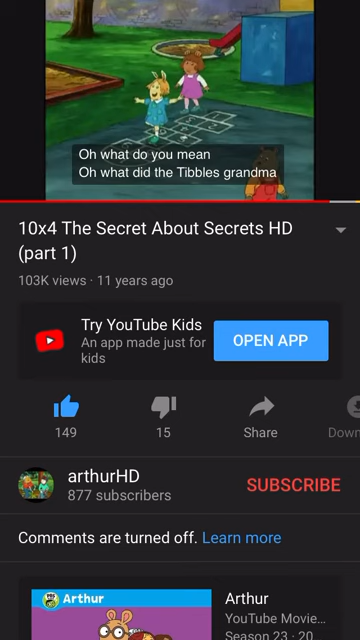 Oh what do you mean
Oh what did the Tibbles grandma
10x4 The Secret About Secrets HD
(part 1)
103K views · 11 years ago
Try YouTube Kids
An app made just for
kids
OPEN APP
149
15
Share
Down
arthurHD
877 subscribers
SUBSCRIBE
Comments are turned off. Learn more
Arthur
Arthur
YouTube Movie...
Season 23 · 20